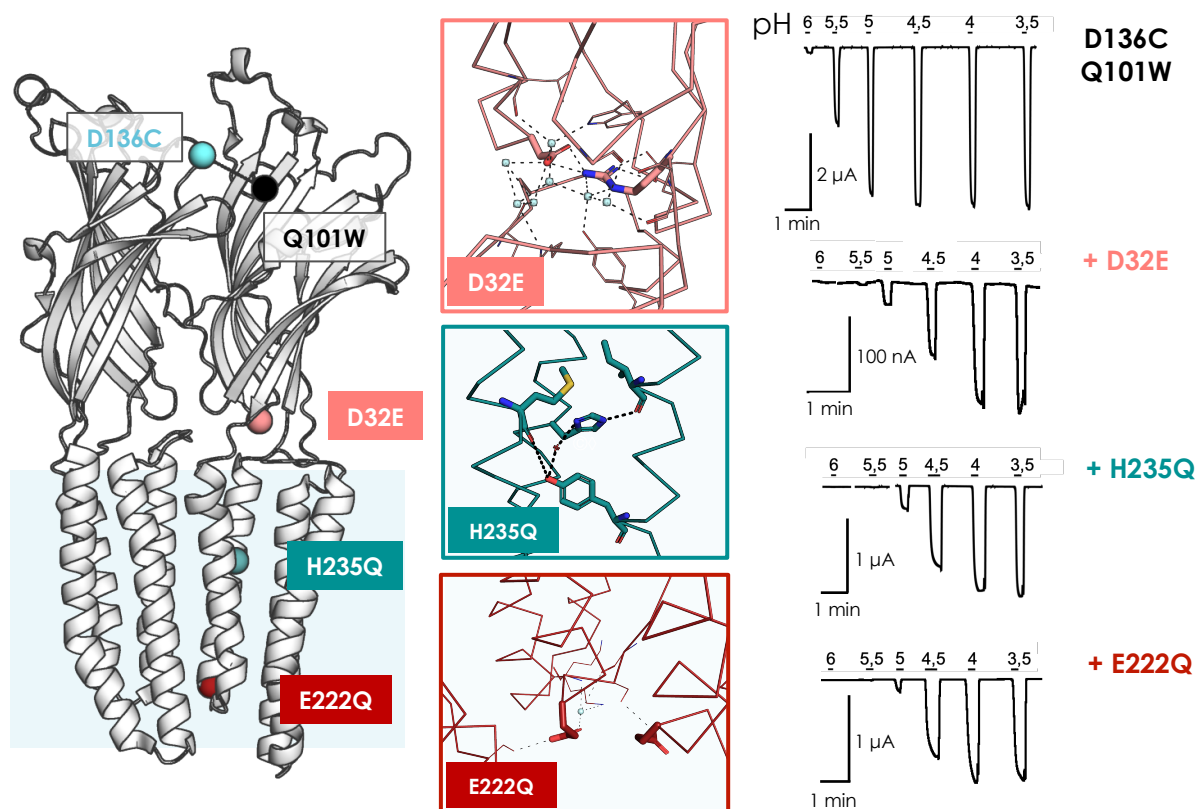 D136C
Q101W
D32E
H235Q
E222Q
D32E
H235Q
E222Q
pH
6 5,5 5 4,5 4 3,5
2 µA
1 min
D136C
Q101W
6 5,5 5 4,5 4 3,5
+ D32E
100 nA
1 min
6 5,5 5 4,5 4 3,5
+ H235Q
1 µA
1 min
6 5,5 5 4,5 4 3,5
+ E222Q
1 µA
1 min